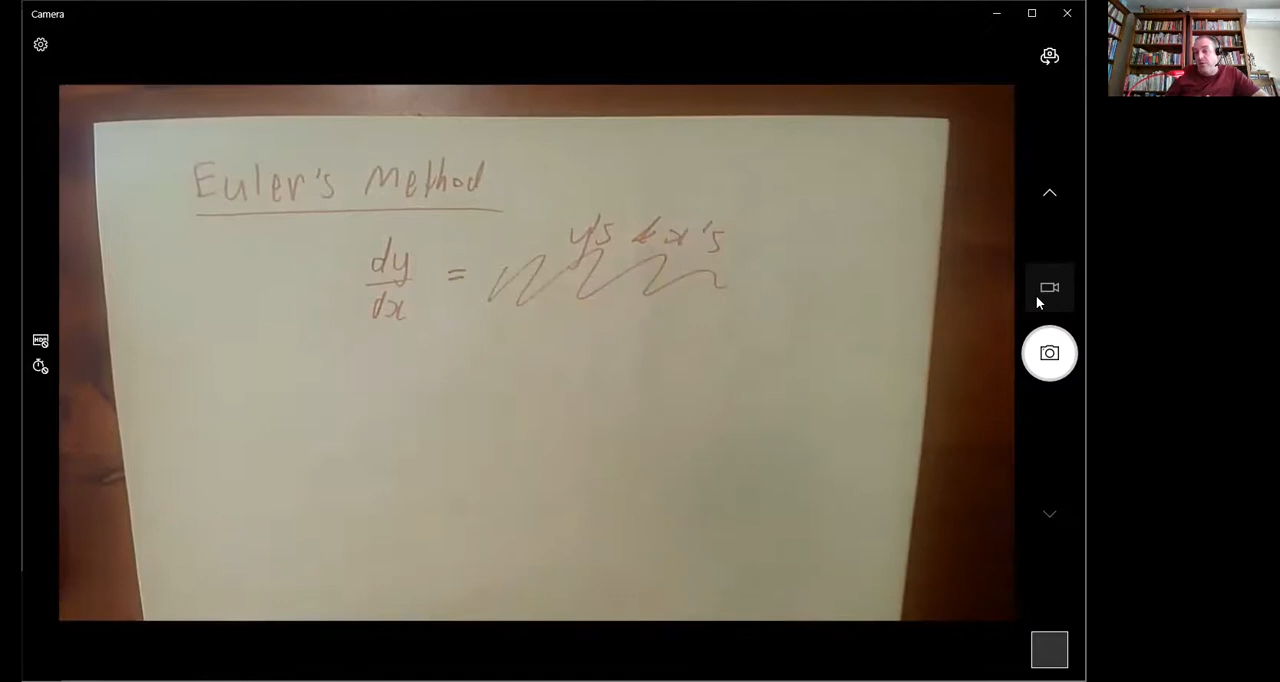 Camera
Euler's Method
y's & x's
dy/dx =